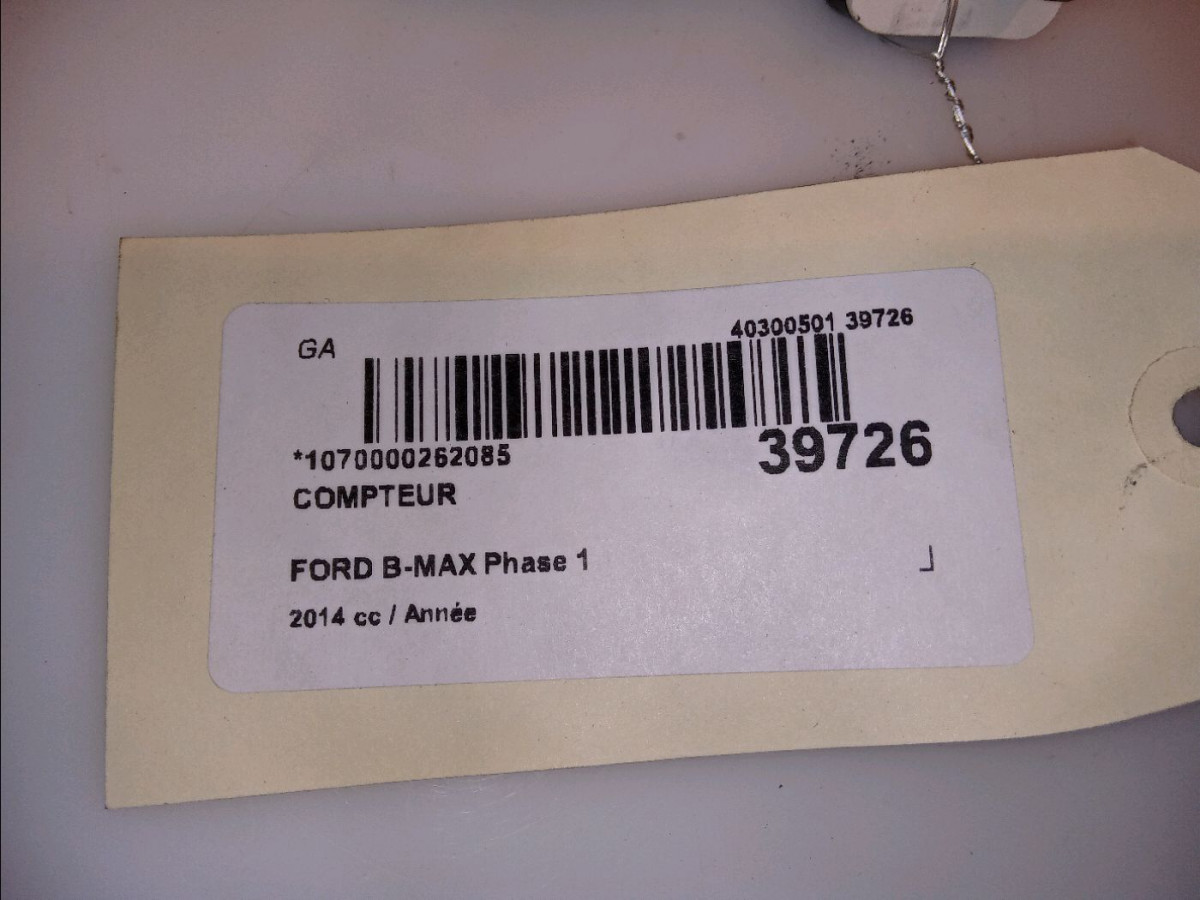 GA
40300501 39726
*1070000262085
39726
COMPTEUR
FORD B-MAX Phase 1
2014 cc / Année